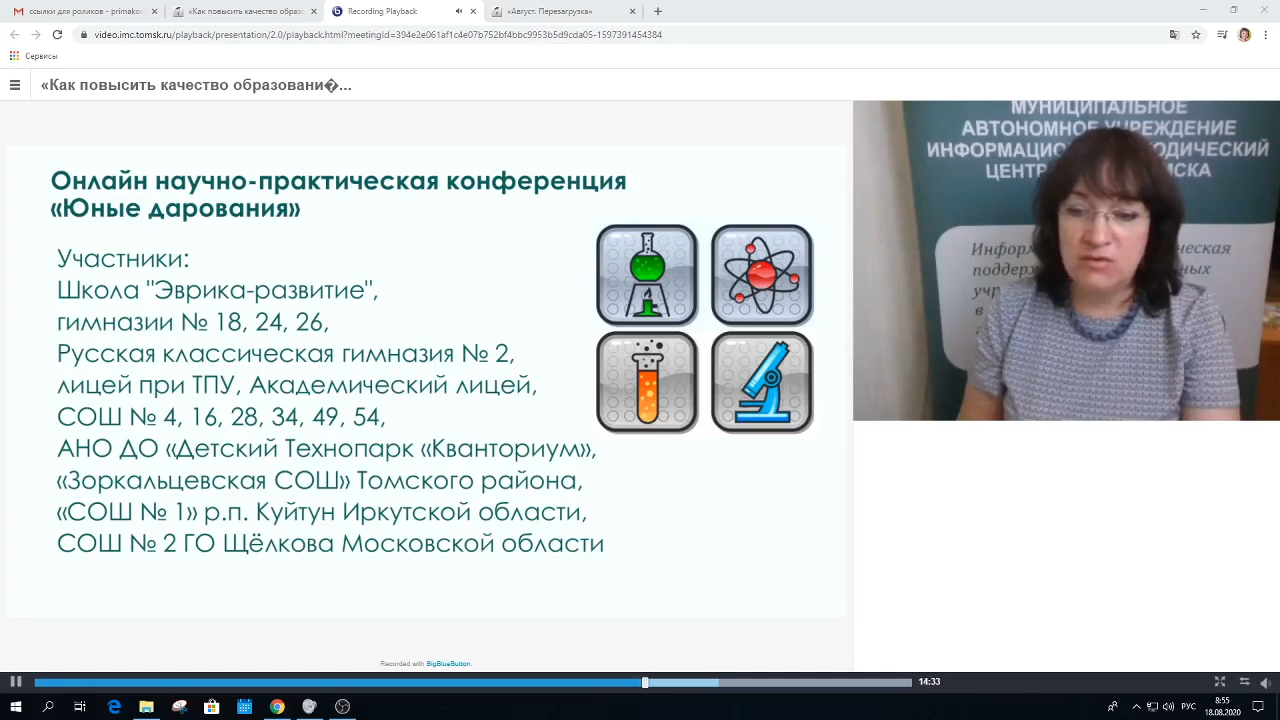 ссылки для роликов - primakov
«Как повысить качество образо
Recording Playback
«Август. Перезагрузка»
video.imc.tomsk.ru/playback/presentation/2.0/playback.html?meetingId=394e2e061af1c4e07b752bf4bbc9953b5d9cda05-1597391454384
Сервисы
«Как повысить качество образовани�...
МУНИЦИПАЛЬНОЕ
АВТОНОМНОЕ УЧРЕЖДЕНИЕ
Онлайн научно-практическая конференция
«Юные дарования»
Участники:
Школа "Эврика-развитие",
гимназии № 18, 24, 26,
Русская классическая гимназия № 2,
лицей при ТПУ, Академический лицей,
СОШ № 4, 16, 28, 34, 49, 54,
АНО ДО «Детский Технопарк «Кванториум»,
«Зоркальцевская СОШ» Томского района,
«СОШ № 1» р.п. Куйтун Иркутской области,
СОШ № 2 ГО Щёлкова Московской области
Recorded with BigBlueButton.
14:33
РУС
8:55
18.08.2020